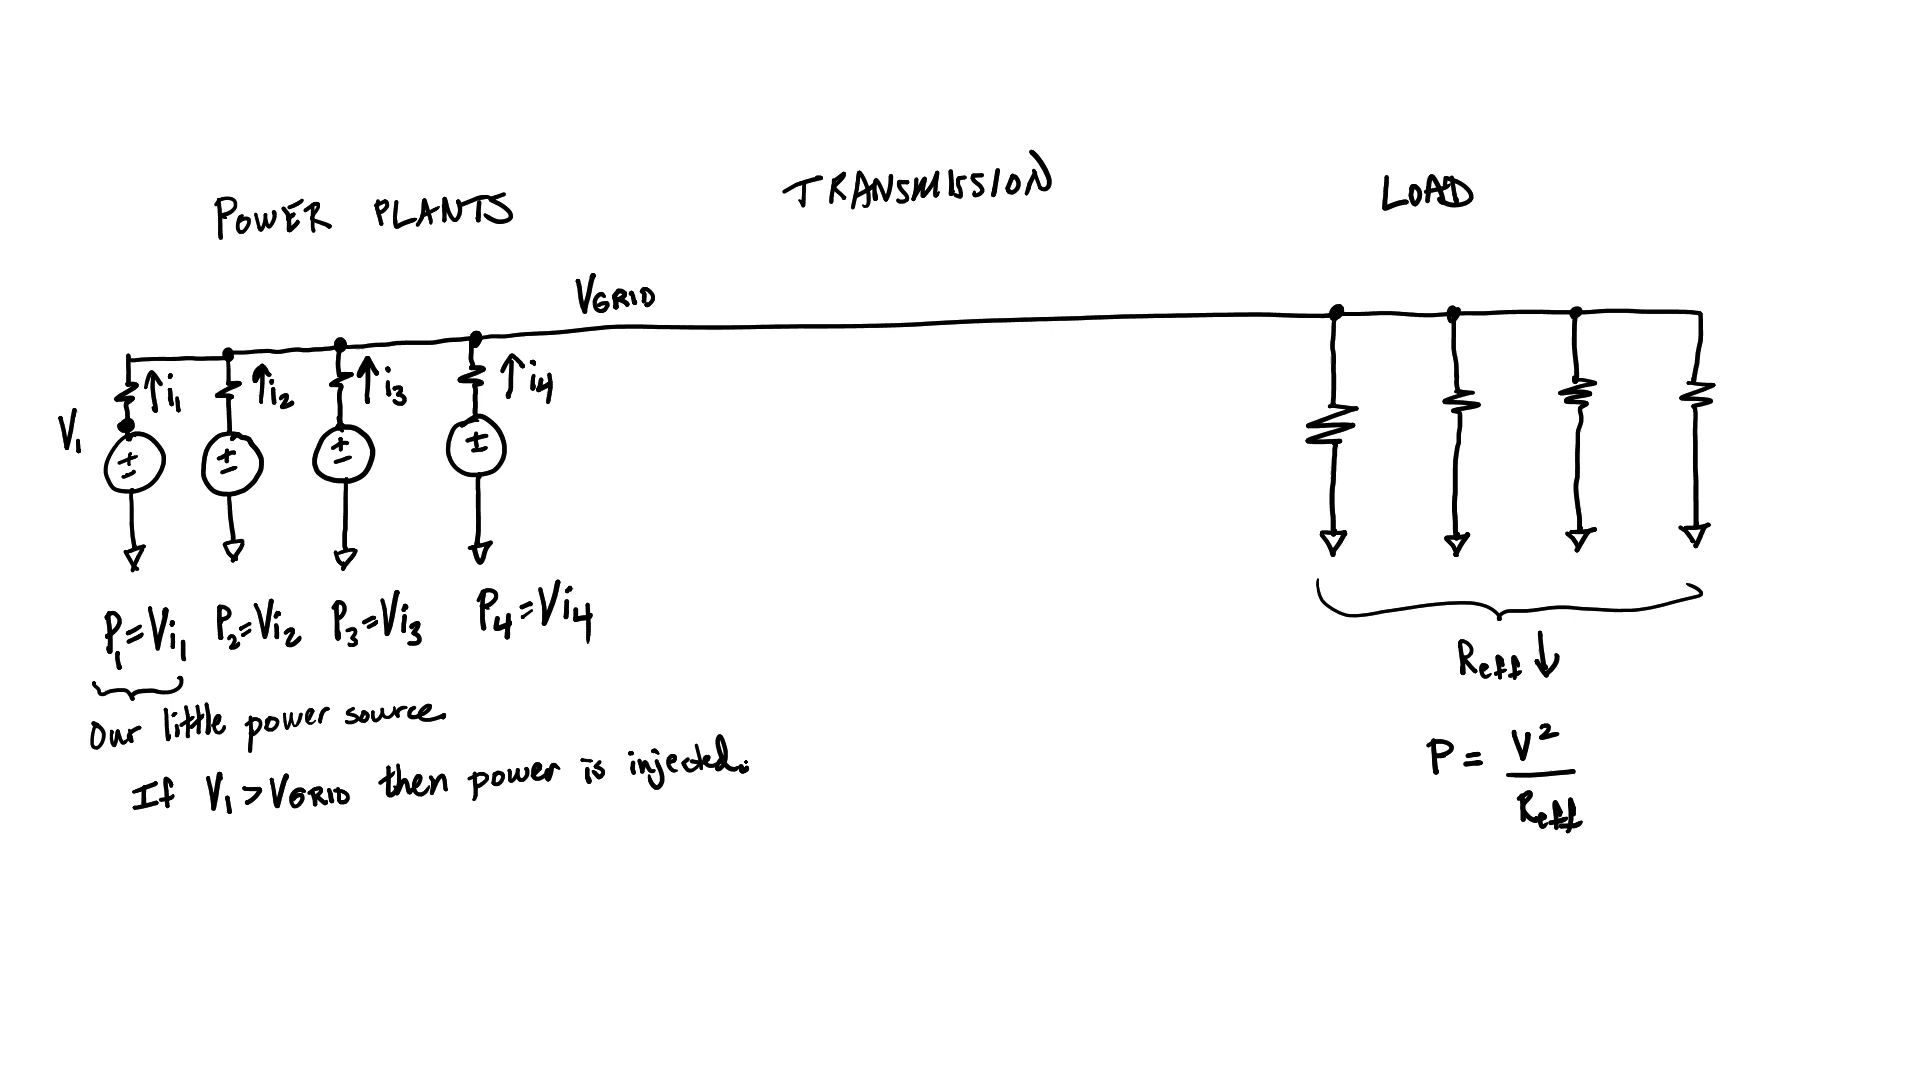 POWER PLANTS
TRANSMISSION
LOAD
VGRID
i1
i2
i3
i4
V1
+ −
+ −
+ −
+ −
P1=Vi1
P2=Vi2
P3=Vi3
P4=Vi4
Our little power source
If V1>VGRID then power is injected.
Reff ↓
P = V² / Reff